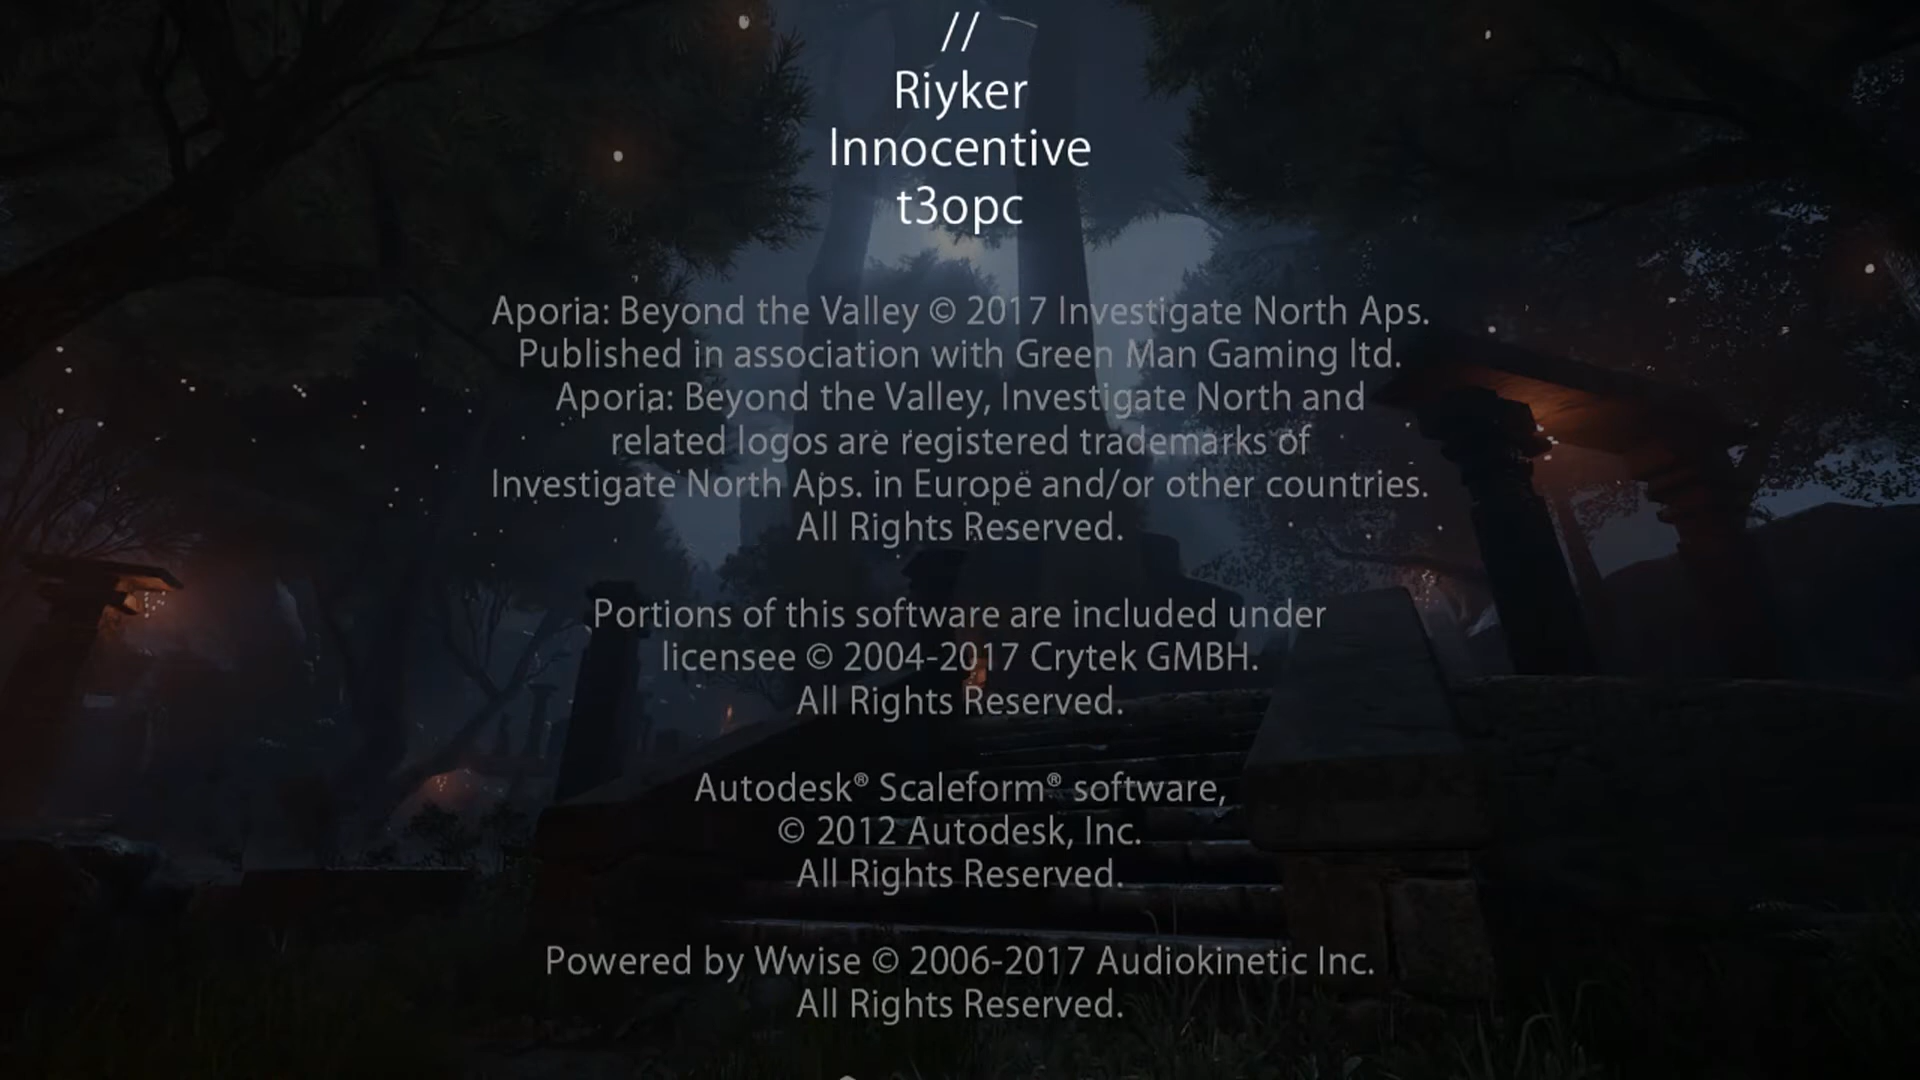 //
Riyker
Innocentive
t3opc
Aporia: Beyond the Valley © 2017 Investigate North Aps.
Published in association with Green Man Gaming ltd.
Aporia: Beyond the Valley, Investigate North and
related logos are registered trademarks of
Investigate North Aps. in Europe and/or other countries.
All Rights Reserved.
Portions of this software are included under
licensee © 2004-2017 Crytek GMBH.
All Rights Reserved.
Autodesk® Scaleform® software,
© 2012 Autodesk, Inc.
All Rights Reserved.
Powered by Wwise © 2006-2017 Audiokinetic Inc.
All Rights Reserved.